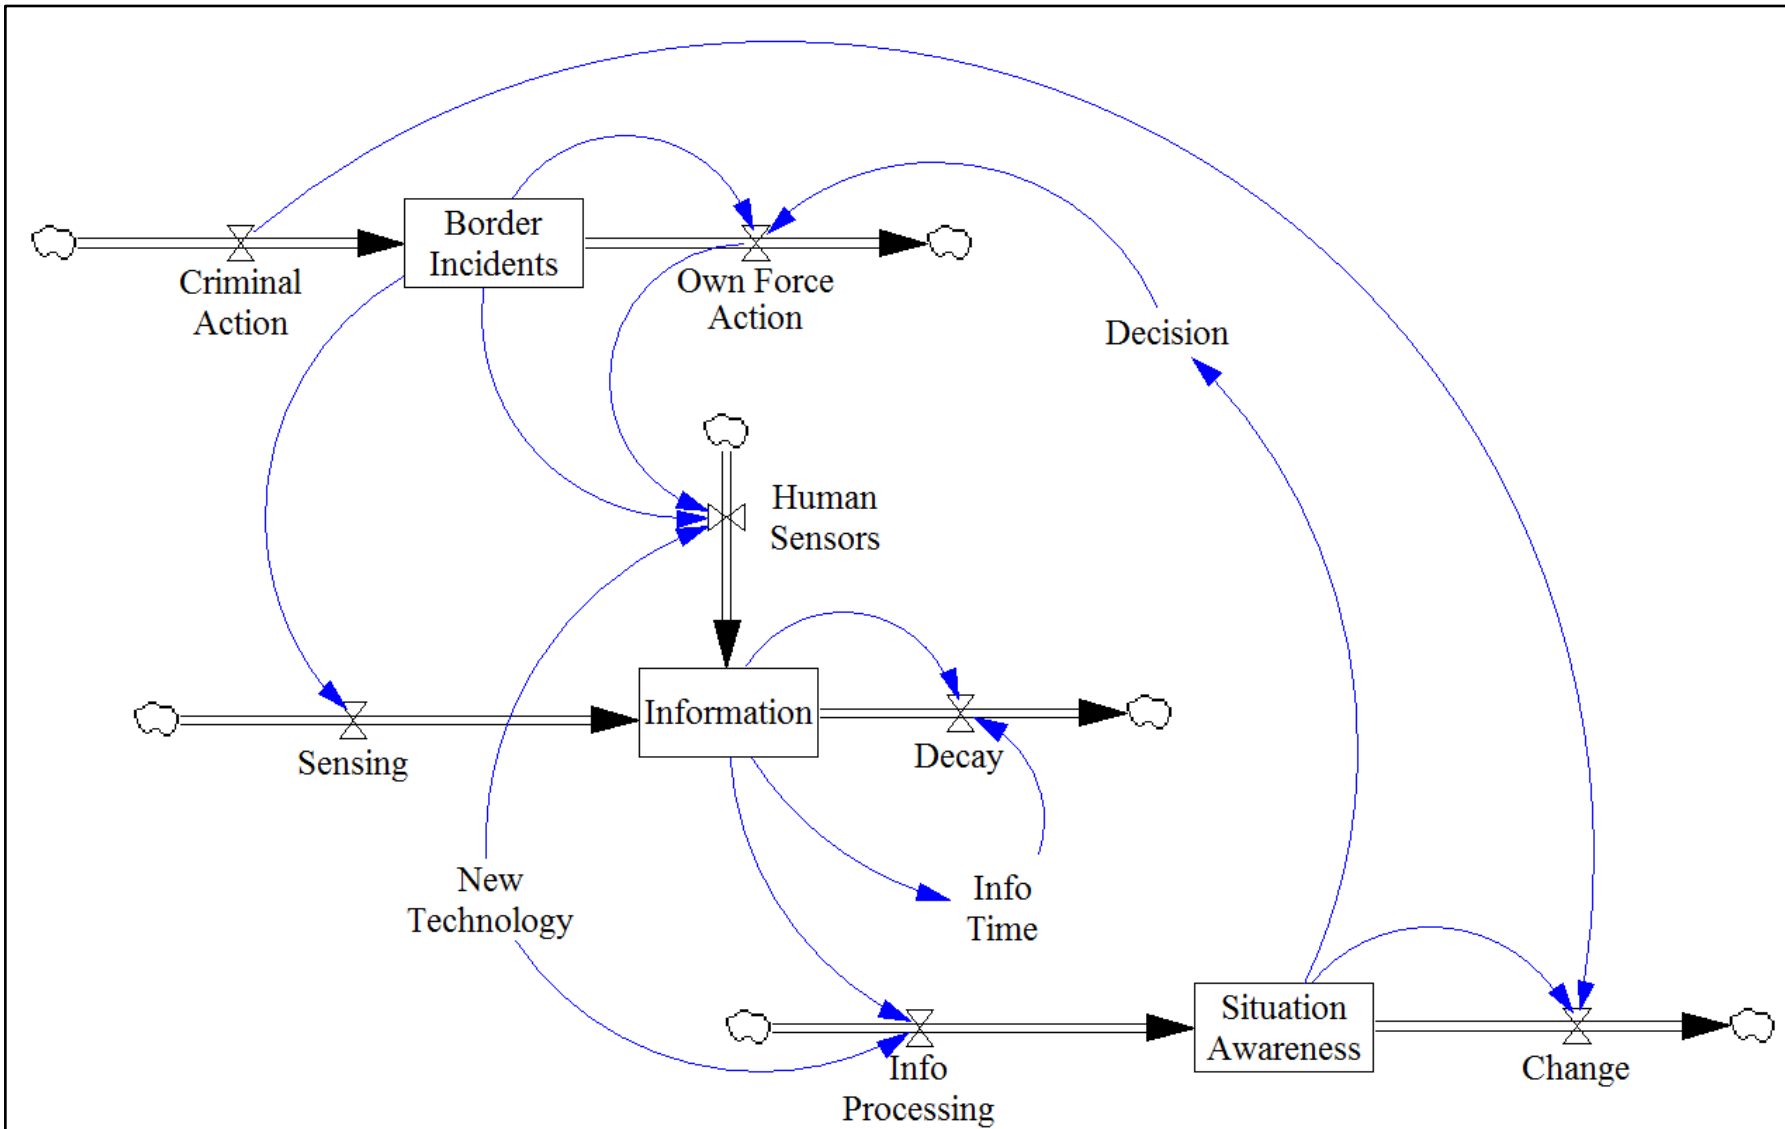 Border
Incidents
Criminal
Action
Own Force
Action
Decision
Human
Sensors
Information
Sensing
Decay
New
Technology
Info
Time
Situation
Awareness
Info
Processing
Change